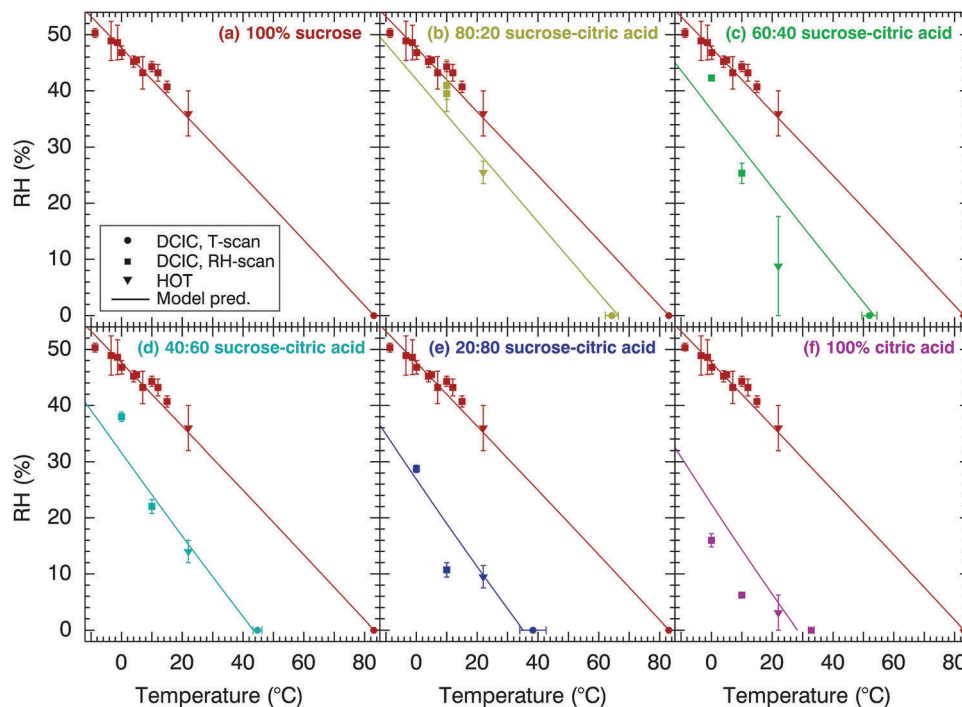 (a) 100% sucrose
(b) 80:20 sucrose-citric acid
(c) 60:40 sucrose-citric acid
50
40
30
20
10
0
RH (%)
DCIC, T-scan
DCIC, RH-scan
HOT
Model pred.
(d) 40:60 sucrose-citric acid
(e) 20:80 sucrose-citric acid
(f) 100% citric acid
50
40
30
20
10
0
RH (%)
0 20 40 60 80
0 20 40 60 80
0 20 40 60 80
Temperature (°C)
Temperature (°C)
Temperature (°C)